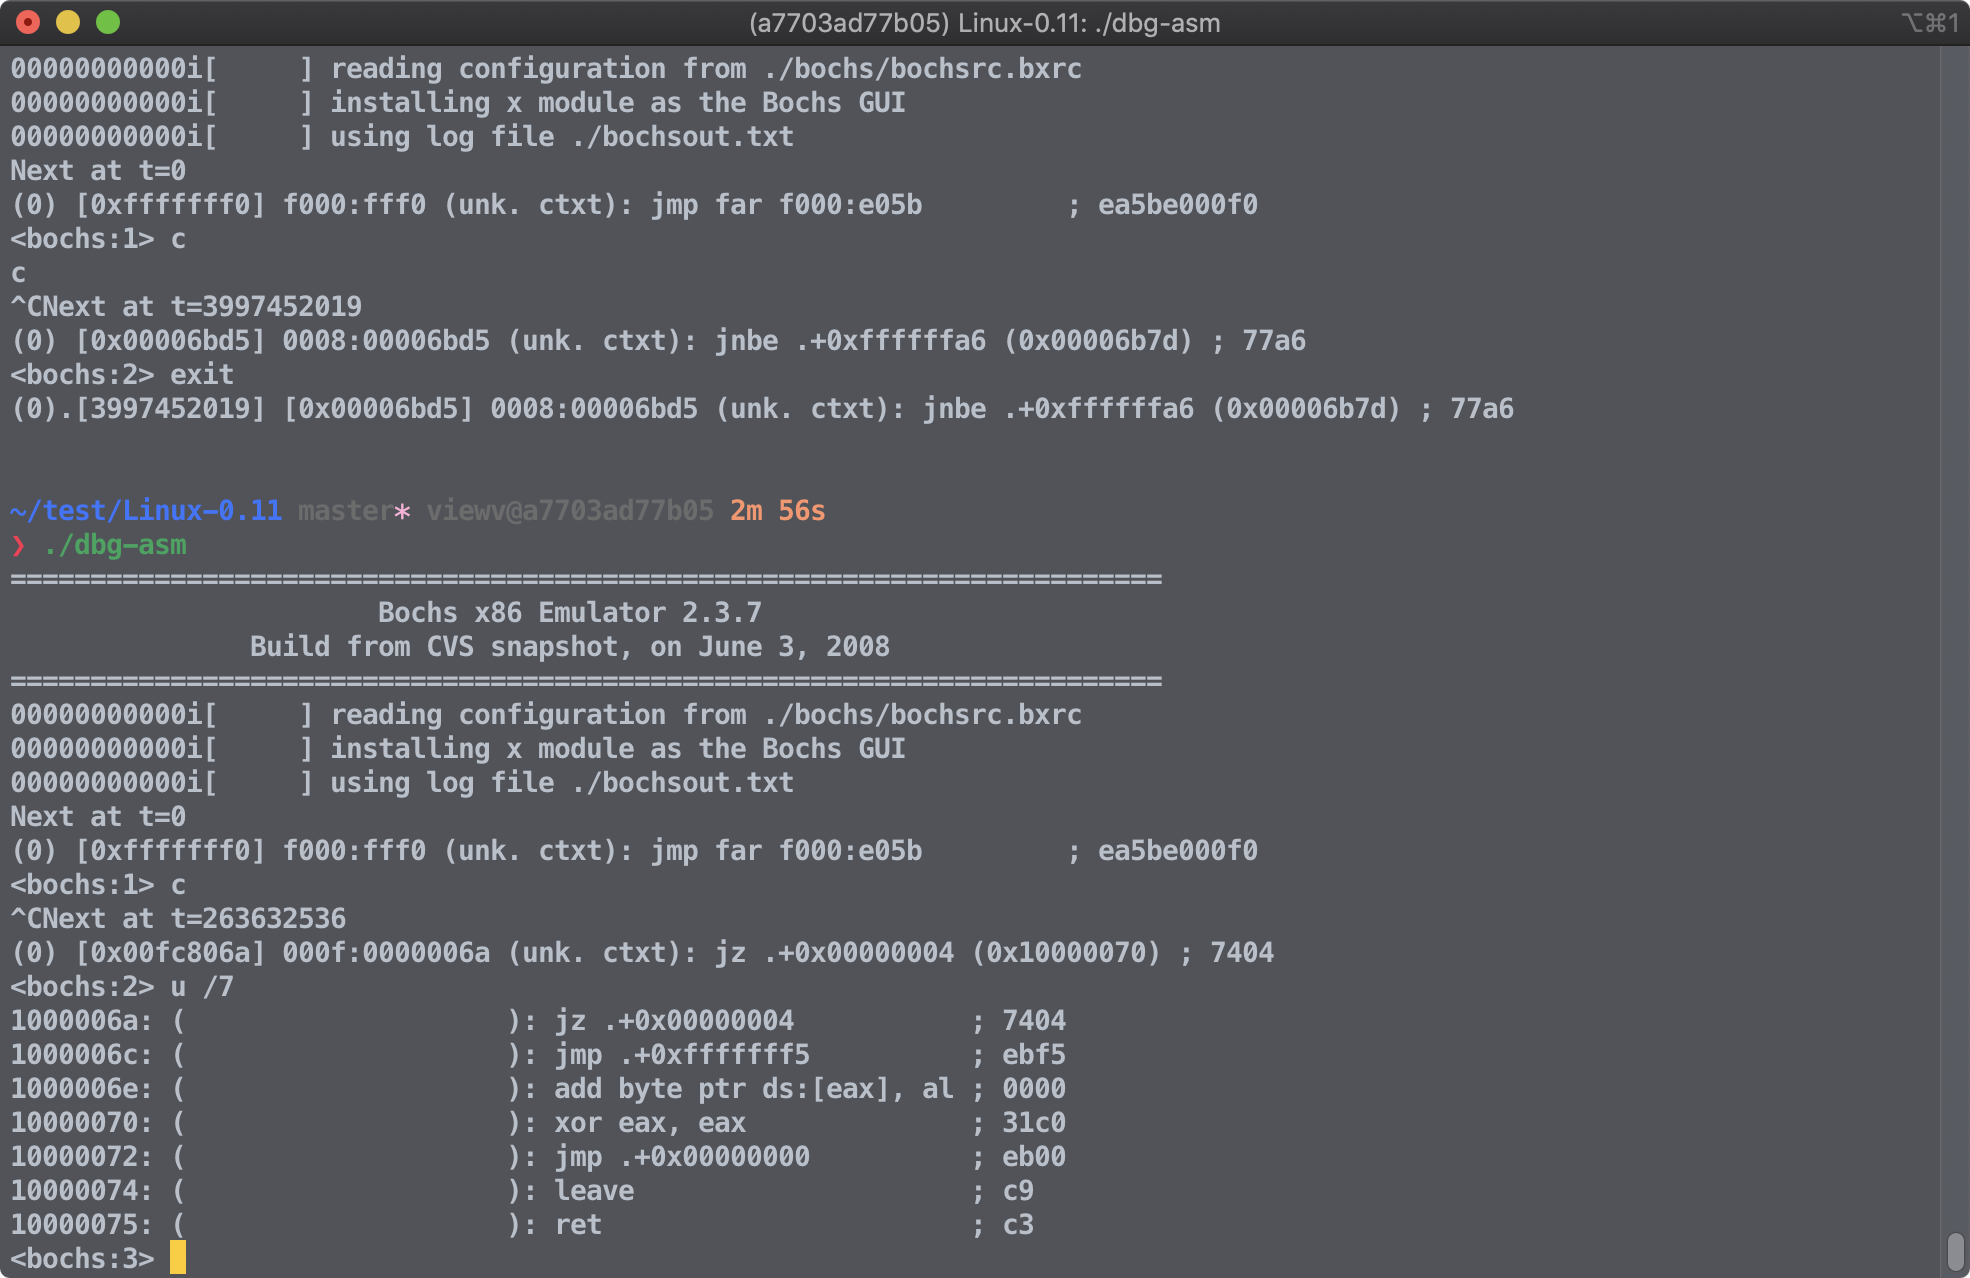 (a7703ad77b05) Linux-0.11: ./dbg-asm ⌥⌘1
00000000000i[     ] reading configuration from ./bochs/bochsrc.bxrc
00000000000i[     ] installing x module as the Bochs GUI
00000000000i[     ] using log file ./bochsout.txt
Next at t=0
(0) [0xfffffff0] f000:fff0 (unk. ctxt): jmp far f000:e05b         ; ea5be000f0
<bochs:1> c
c
^CNext at t=3997452019
(0) [0x00006bd5] 0008:00006bd5 (unk. ctxt): jnbe .+0xffffffa6 (0x00006b7d) ; 77a6
<bochs:2> exit
(0).[3997452019] [0x00006bd5] 0008:00006bd5 (unk. ctxt): jnbe .+0xffffffa6 (0x00006b7d) ; 77a6
~/test/Linux-0.11 master* viewv@a7703ad77b05 2m 56s
❯ ./dbg-asm
========================================================================
                       Bochs x86 Emulator 2.3.7
               Build from CVS snapshot, on June 3, 2008
========================================================================
00000000000i[     ] reading configuration from ./bochs/bochsrc.bxrc
00000000000i[     ] installing x module as the Bochs GUI
00000000000i[     ] using log file ./bochsout.txt
Next at t=0
(0) [0xfffffff0] f000:fff0 (unk. ctxt): jmp far f000:e05b         ; ea5be000f0
<bochs:1> c
^CNext at t=263632536
(0) [0x00fc806a] 000f:0000006a (unk. ctxt): jz .+0x00000004 (0x10000070) ; 7404
<bochs:2> u /7
1000006a: (                    ): jz .+0x00000004           ; 7404
1000006c: (                    ): jmp .+0xfffffff5          ; ebf5
1000006e: (                    ): add byte ptr ds:[eax], al ; 0000
10000070: (                    ): xor eax, eax              ; 31c0
10000072: (                    ): jmp .+0x00000000          ; eb00
10000074: (                    ): leave                     ; c9
10000075: (                    ): ret                       ; c3
<bochs:3>